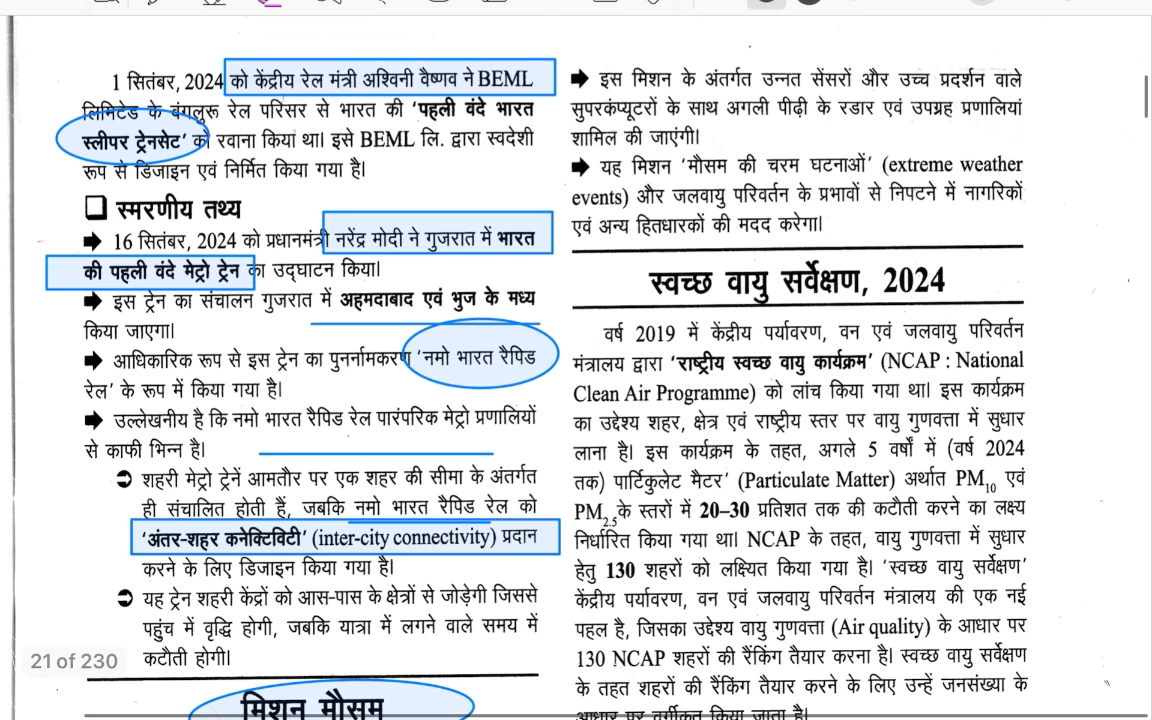 1 सितंबर, 2024 को केंद्रीय रेल मंत्री अश्विनी वैष्णव ने BEML
लिमिटेड के बंगलुरू रेल परिसर से भारत की 'पहली वंदे भारत
स्लीपर ट्रेनसेट' को रवाना किया था। इसे BEML लि. द्वारा स्वदेशी
रूप से डिजाइन एवं निर्मित किया गया है।
❑ स्मरणीय तथ्य
➡ 16 सितंबर, 2024 को प्रधानमंत्री नरेंद्र मोदी ने गुजरात में भारत
की पहली वंदे मेट्रो ट्रेन का उद्घाटन किया।
➡ इस ट्रेन का संचालन गुजरात में अहमदाबाद एवं भुज के मध्य
किया जाएगा।
➡ आधिकारिक रूप से इस ट्रेन का पुनर्नामकरण 'नमो भारत रैपिड
रेल' के रूप में किया गया है।
➡ उल्लेखनीय है कि नमो भारत रैपिड रेल पारंपरिक मेट्रो प्रणालियों
से काफी भिन्न है।
➲ शहरी मेट्रो ट्रेनें आमतौर पर एक शहर की सीमा के अंतर्गत
ही संचालित होती हैं, जबकि नमो भारत रैपिड रेल को
'अंतर-शहर कनेक्टिविटी' (inter-city connectivity) प्रदान
करने के लिए डिजाइन किया गया है।
➲ यह ट्रेन शहरी केंद्रों को आस-पास के क्षेत्रों से जोड़ेगी जिससे
पहुंच में वृद्धि होगी, जबकि यात्रा में लगने वाले समय में
कटौती होगी।
21 of 230
मिशन मौसम
➡ इस मिशन के अंतर्गत उन्नत सेंसरों और उच्च प्रदर्शन वाले
सुपरकंप्यूटरों के साथ अगली पीढ़ी के रडार एवं उपग्रह प्रणालियां
शामिल की जाएंगी।
➡ यह मिशन 'मौसम की चरम घटनाओं' (extreme weather
events) और जलवायु परिवर्तन के प्रभावों से निपटने में नागरिकों
एवं अन्य हितधारकों की मदद करेगा।
स्वच्छ वायु सर्वेक्षण, 2024
वर्ष 2019 में केंद्रीय पर्यावरण, वन एवं जलवायु परिवर्तन
मंत्रालय द्वारा 'राष्ट्रीय स्वच्छ वायु कार्यक्रम' (NCAP : National
Clean Air Programme) को लांच किया गया था। इस कार्यक्रम
का उद्देश्य शहर, क्षेत्र एवं राष्ट्रीय स्तर पर वायु गुणवत्ता में सुधार
लाना है। इस कार्यक्रम के तहत, अगले 5 वर्षों में (वर्ष 2024
तक) पार्टिकुलेट मैटर' (Particulate Matter) अर्थात PM₁₀ एवं
PM₂.₅ के स्तरों में 20–30 प्रतिशत तक की कटौती करने का लक्ष्य
निर्धारित किया गया था। NCAP के तहत, वायु गुणवत्ता में सुधार
हेतु 130 शहरों को लक्ष्यित किया गया है। 'स्वच्छ वायु सर्वेक्षण'
केंद्रीय पर्यावरण, वन एवं जलवायु परिवर्तन मंत्रालय की एक नई
पहल है, जिसका उद्देश्य वायु गुणवत्ता (Air quality) के आधार पर
130 NCAP शहरों की रैंकिंग तैयार करना है। स्वच्छ वायु सर्वेक्षण
के तहत शहरों की रैंकिंग तैयार करने के लिए उन्हें जनसंख्या के
आधार पर वर्गीकृत किया जाता है।